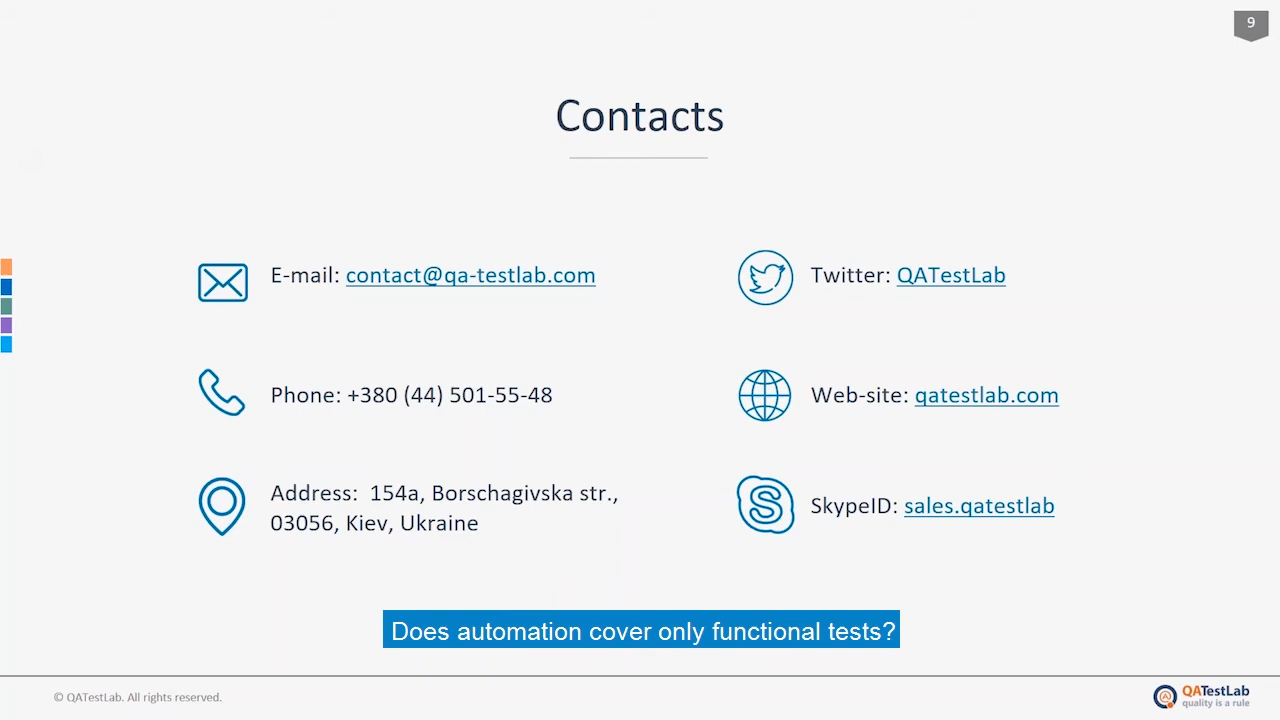 9
Contacts
E-mail: contact@qa-testlab.com
Twitter: QATestLab
Phone: +380 (44) 501-55-48
Web-site: qatestlab.com
Address:  154a, Borschagivska str.,
03056, Kiev, Ukraine
SkypeID: sales.qatestlab
Does automation cover only functional tests?
© QATestLab. All rights reserved.
QATestLab
quality is a rule